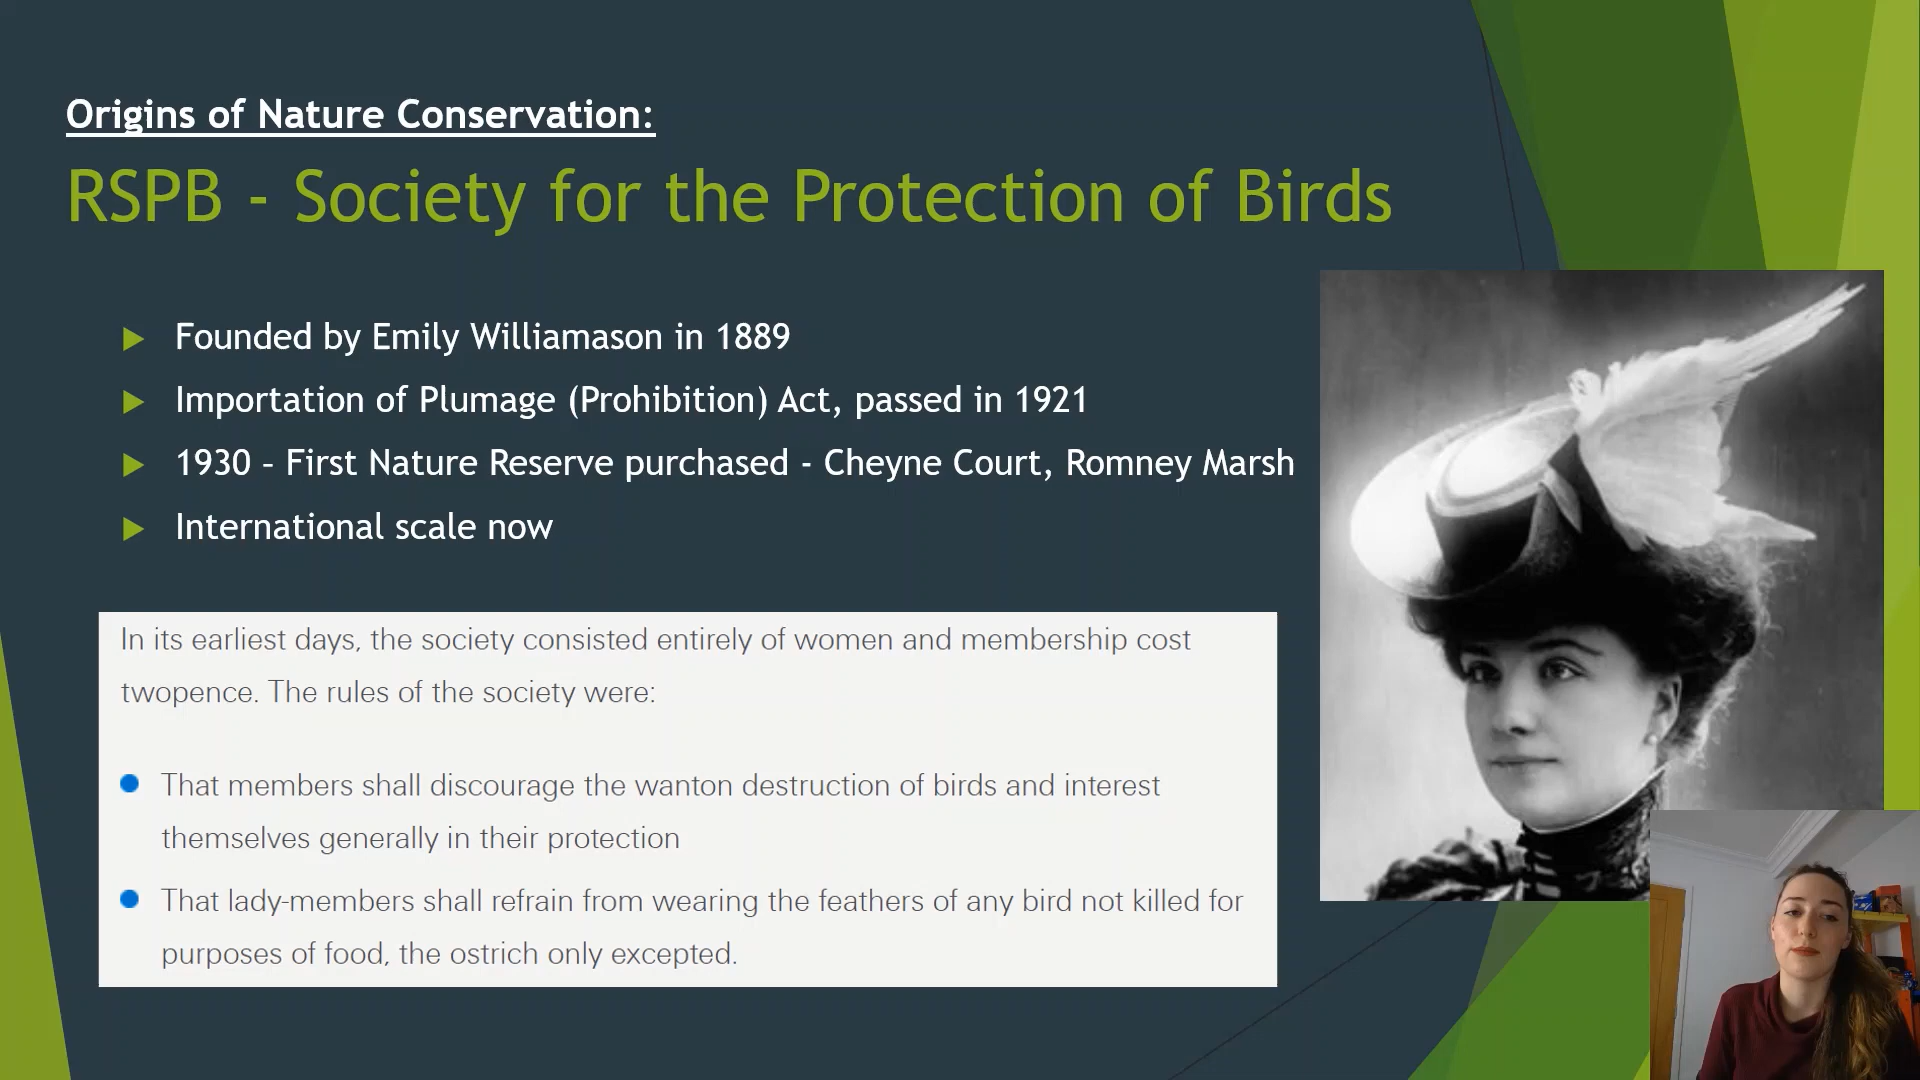 Origins of Nature Conservation:
RSPB - Society for the Protection of Birds
Founded by Emily Williamason in 1889
Importation of Plumage (Prohibition) Act, passed in 1921
1930 – First Nature Reserve purchased - Cheyne Court, Romney Marsh
International scale now
In its earliest days, the society consisted entirely of women and membership cost
twopence. The rules of the society were:
That members shall discourage the wanton destruction of birds and interest
themselves generally in their protection
That lady-members shall refrain from wearing the feathers of any bird not killed for
purposes of food, the ostrich only excepted.